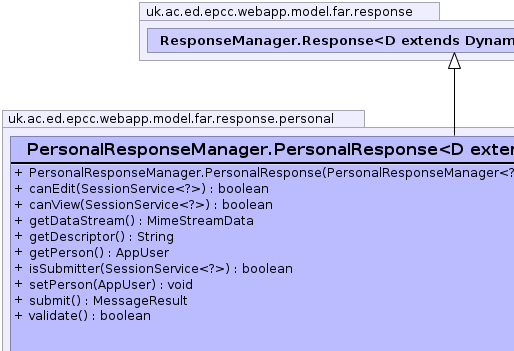 uk.ac.ed.epcc.webapp.model.far.response
ResponseManager.Response<D extends Dynam
uk.ac.ed.epcc.webapp.model.far.response.personal
PersonalResponseManager.PersonalResponse<D exten
+ PersonalResponseManager.PersonalResponse(PersonalResponseManager<?
+ canEdit(SessionService<?>) : boolean
+ canView(SessionService<?>) : boolean
+ getDataStream() : MimeStreamData
+ getDescriptor() : String
+ getPerson() : AppUser
+ isSubmitter(SessionService<?>) : boolean
+ setPerson(AppUser) : void
+ submit() : MessageResult
+ validate() : boolean